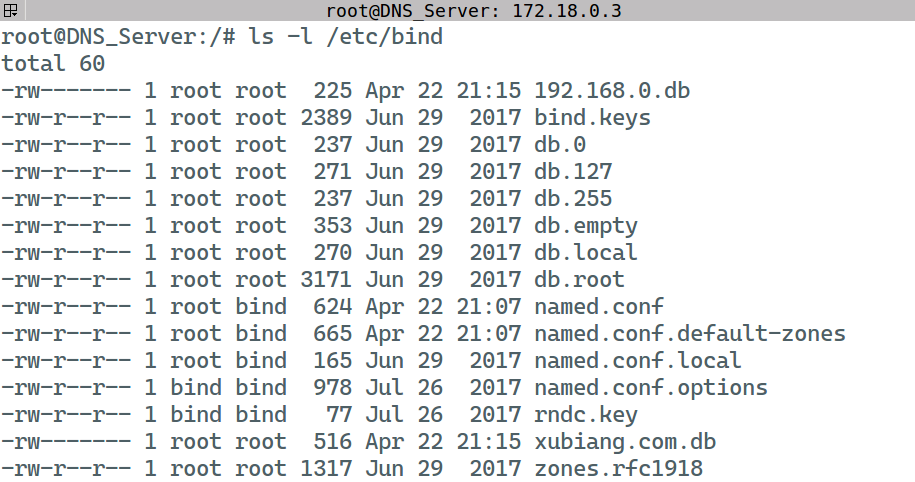 root@DNS_Server: 172.18.0.3
root@DNS_Server:/# ls -l /etc/bind
total 60
-rw------- 1 root root  225 Apr 22 21:15 192.168.0.db
-rw-r--r-- 1 root root 2389 Jun 29  2017 bind.keys
-rw-r--r-- 1 root root  237 Jun 29  2017 db.0
-rw-r--r-- 1 root root  271 Jun 29  2017 db.127
-rw-r--r-- 1 root root  237 Jun 29  2017 db.255
-rw-r--r-- 1 root root  353 Jun 29  2017 db.empty
-rw-r--r-- 1 root root  270 Jun 29  2017 db.local
-rw-r--r-- 1 root root 3171 Jun 29  2017 db.root
-rw-r--r-- 1 root bind  624 Apr 22 21:07 named.conf
-rw-r--r-- 1 root bind  665 Apr 22 21:07 named.conf.default-zones
-rw-r--r-- 1 root bind  165 Jun 29  2017 named.conf.local
-rw-r--r-- 1 bind bind  978 Jul 26  2017 named.conf.options
-rw-r--r-- 1 bind bind   77 Jul 26  2017 rndc.key
-rw------- 1 root root  516 Apr 22 21:15 xubiang.com.db
-rw-r--r-- 1 root root 1317 Jun 29  2017 zones.rfc1918